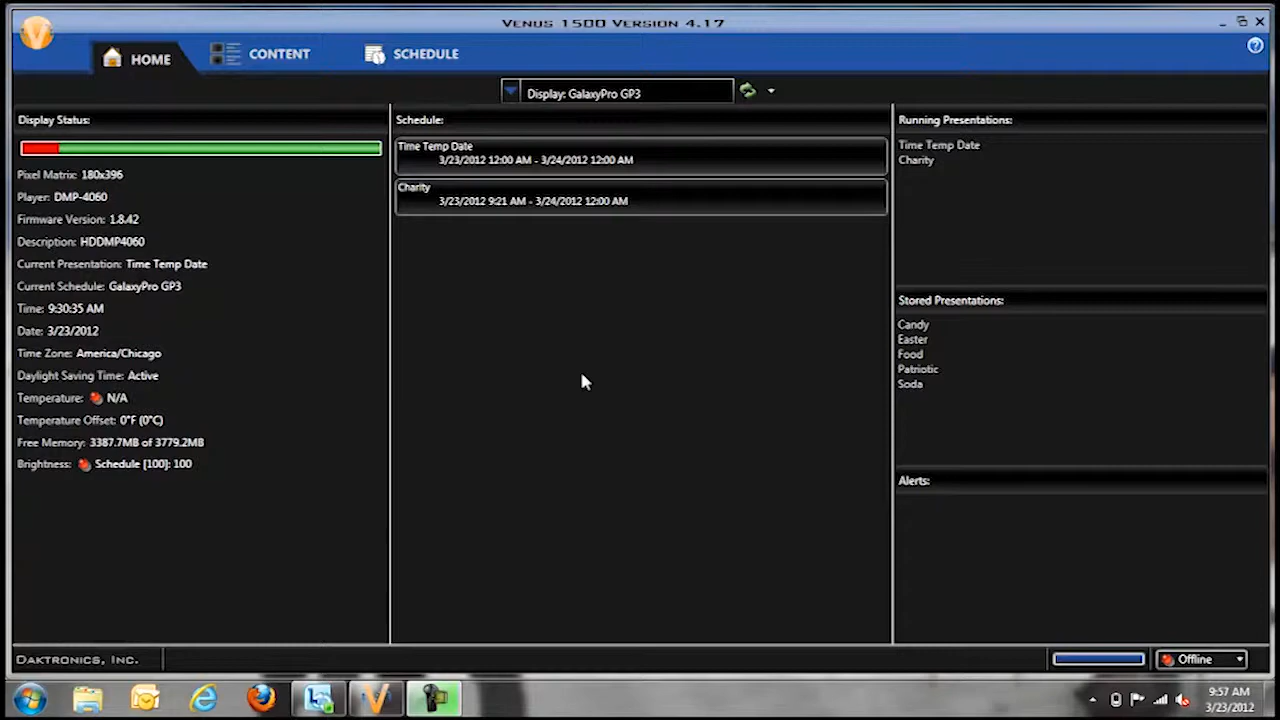 VENUS 1500 VERSION 4.17
HOME
CONTENT
SCHEDULE
Display: GalaxyPro GP3
Display Status:
Pixel Matrix: 180x396
Player: DMP-4060
Firmware Version: 1.8.42
Description: HDDMP4060
Current Presentation: Time Temp Date
Current Schedule: GalaxyPro GP3
Time: 9:30:35 AM
Date: 3/23/2012
Time Zone: America/Chicago
Daylight Saving Time: Active
Temperature: N/A
Temperature Offset: 0°F (0°C)
Free Memory: 3387.7MB of 3779.2MB
Brightness: Schedule [100]: 100
Schedule:
Time Temp Date
3/23/2012 12:00 AM - 3/24/2012 12:00 AM
Charity
3/23/2012 9:21 AM - 3/24/2012 12:00 AM
Running Presentations:
Time Temp Date
Charity
Stored Presentations:
Candy
Easter
Food
Patriotic
Soda
Alerts:
DAKTRONICS, INC.
Offline
9:57 AM
3/23/2012